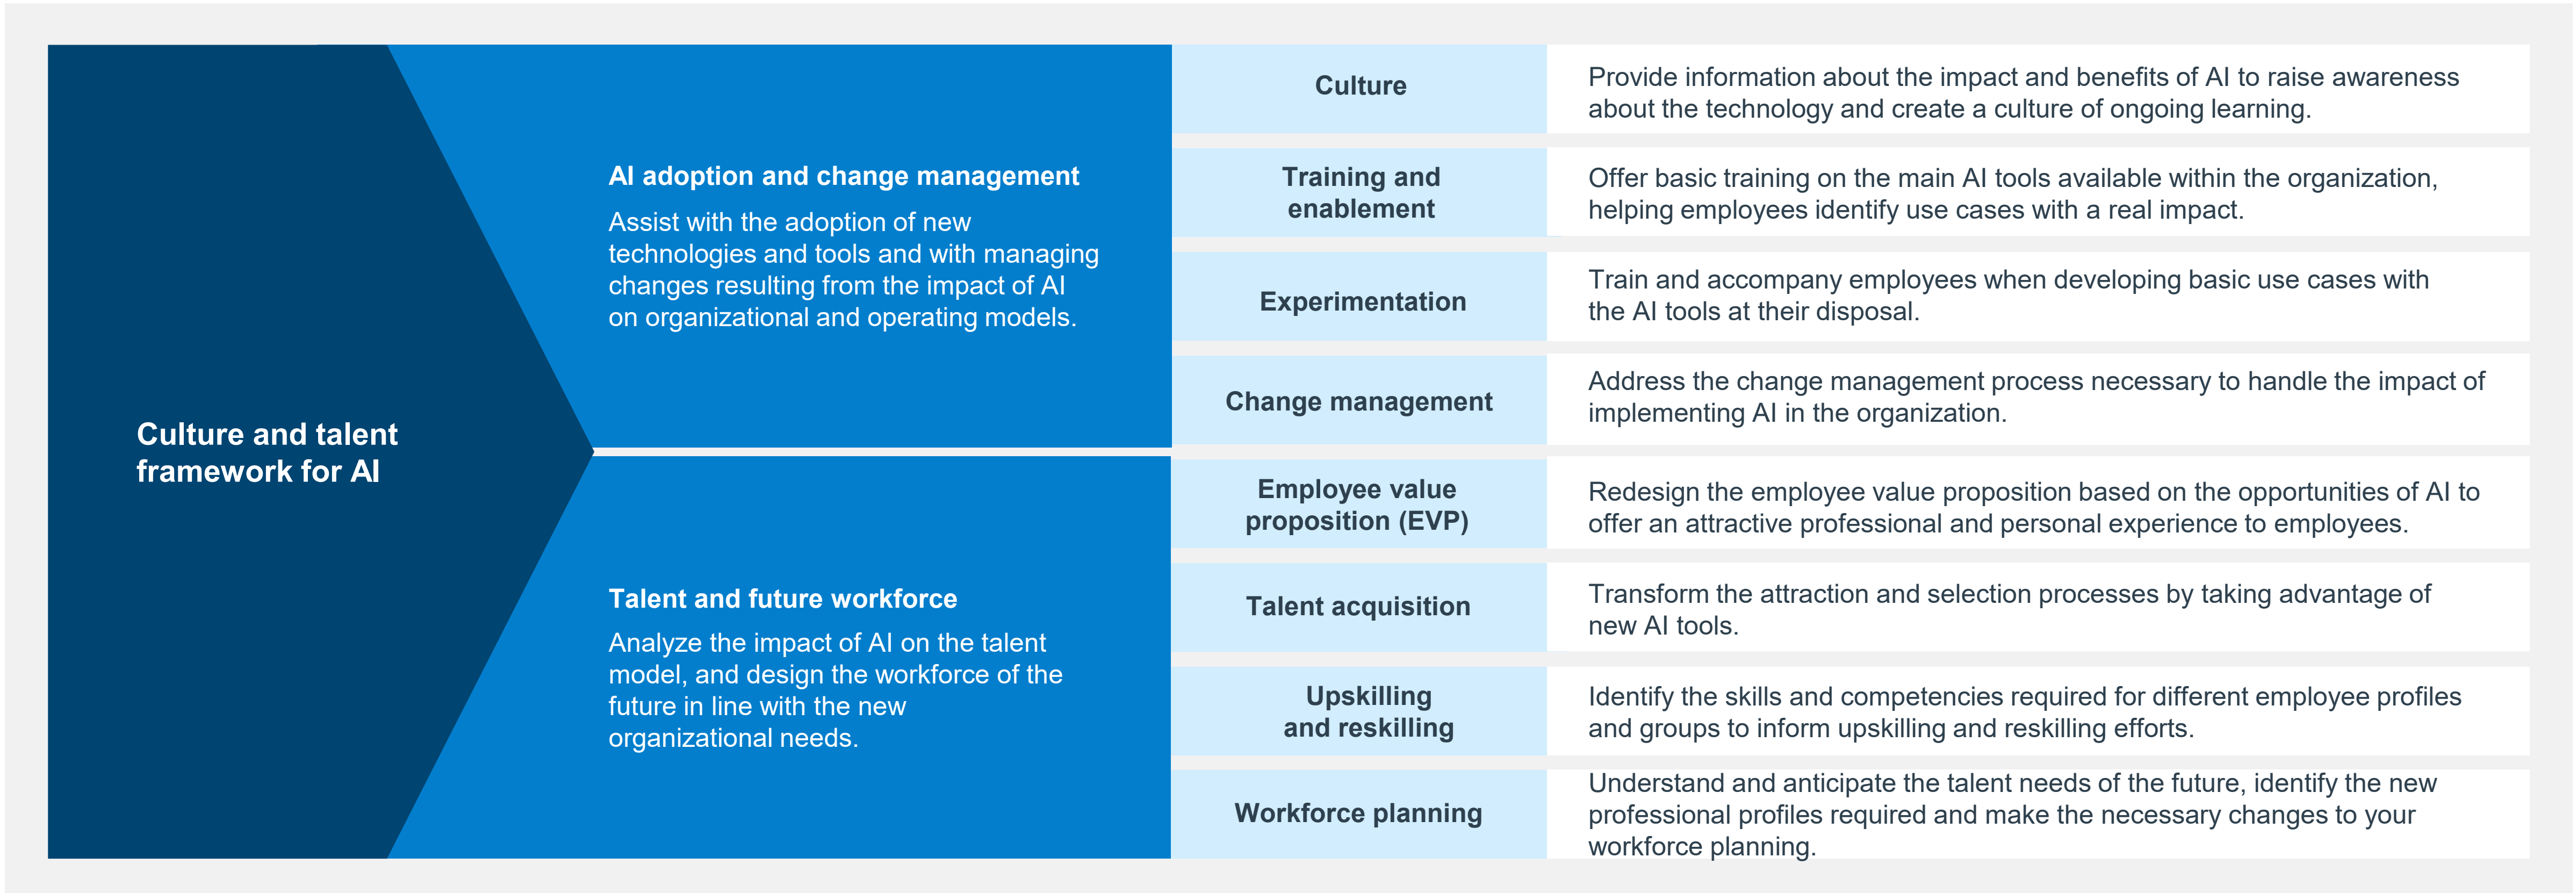 Culture and talent
framework for AI
AI adoption and change management
Assist with the adoption of new
technologies and tools and with managing
changes resulting from the impact of AI
on organizational and operating models.
Culture
Provide information about the impact and benefits of AI to raise awareness
about the technology and create a culture of ongoing learning.
Training and
enablement
Offer basic training on the main AI tools available within the organization,
helping employees identify use cases with a real impact.
Experimentation
Train and accompany employees when developing basic use cases with
the AI tools at their disposal.
Change management
Address the change management process necessary to handle the impact of
implementing AI in the organization.
Talent and future workforce
Analyze the impact of AI on the talent
model, and design the workforce of the
future in line with the new
organizational needs.
Employee value
proposition (EVP)
Redesign the employee value proposition based on the opportunities of AI to
offer an attractive professional and personal experience to employees.
Talent acquisition
Transform the attraction and selection processes by taking advantage of
new AI tools.
Upskilling
and reskilling
Identify the skills and competencies required for different employee profiles
and groups to inform upskilling and reskilling efforts.
Workforce planning
Understand and anticipate the talent needs of the future, identify the new
professional profiles required and make the necessary changes to your
workforce planning.